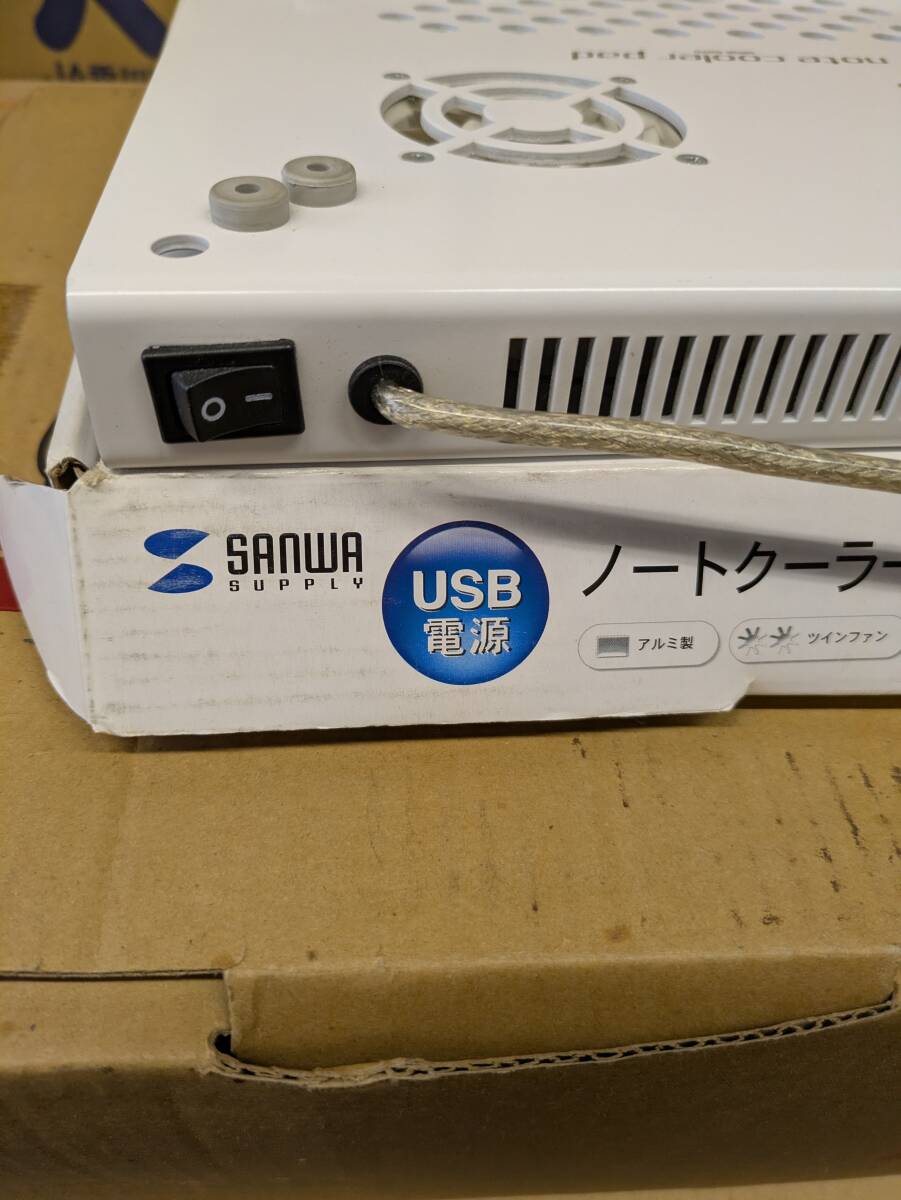 note cooler pad
O —
SANWA
SUPPLY
USB
電源
ノートクーラー
アルミ製
ツインファン